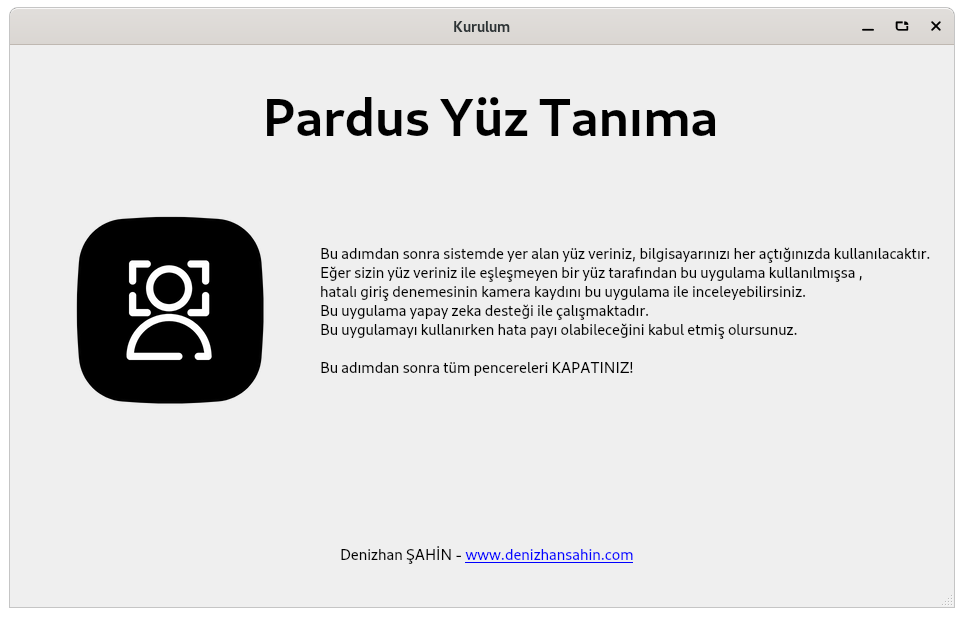 Kurulum
Pardus Yüz Tanıma
Bu adımdan sonra sistemde yer alan yüz veriniz, bilgisayarınızı her açtığınızda kullanılacaktır.
Eğer sizin yüz veriniz ile eşleşmeyen bir yüz tarafından bu uygulama kullanılmışsa ,
hatalı giriş denemesinin kamera kaydını bu uygulama ile inceleyebilirsiniz.
Bu uygulama yapay zeka desteği ile çalışmaktadır.
Bu uygulamayı kullanırken hata payı olabileceğini kabul etmiş olursunuz.
Bu adımdan sonra tüm pencereleri KAPATINIZ!
Denizhan ŞAHİN - www.denizhansahin.com